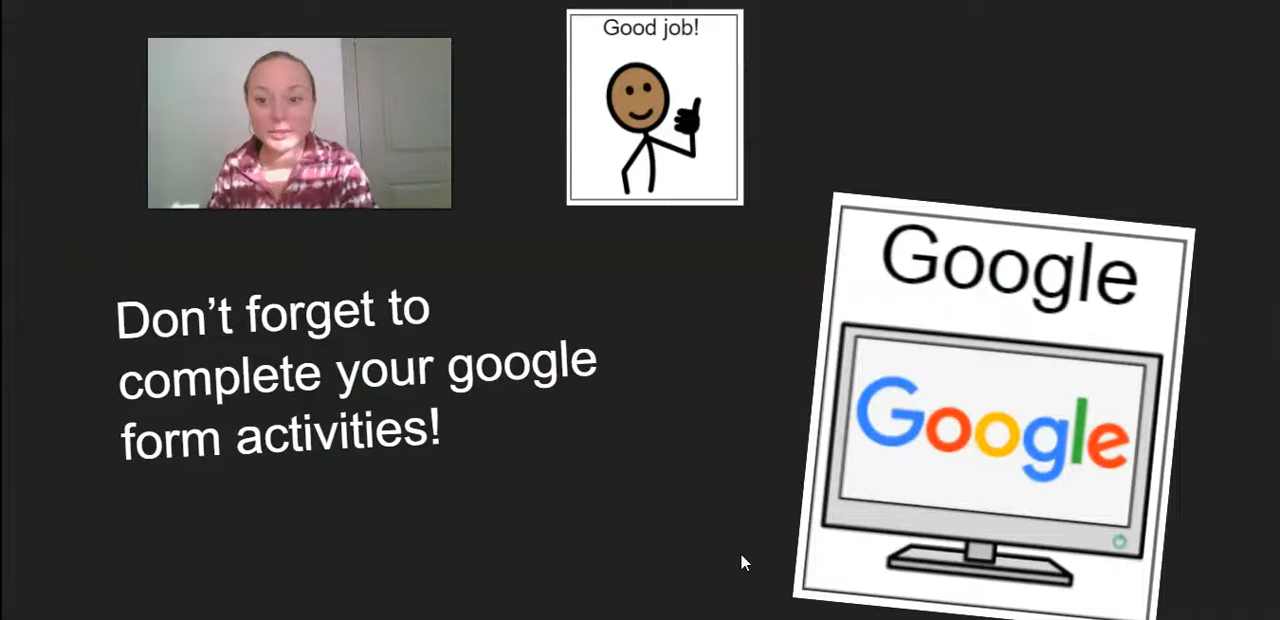 Good job!
Don't forget to
complete your google
form activities!
Google
Google